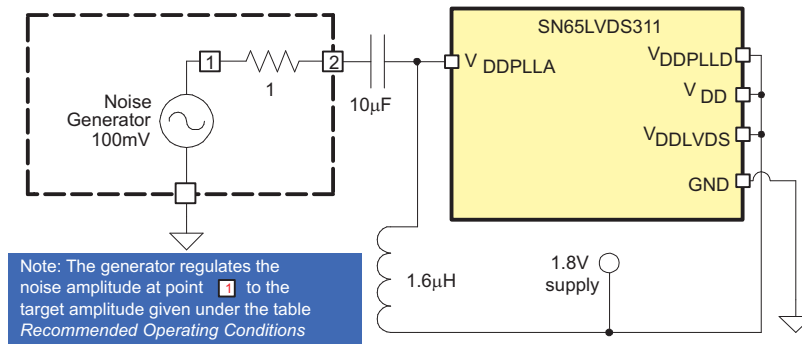 SN65LVDS311
1
2
V DDPLLA
VDDPLLD
V DD
VDDLVDS
GND
1
10μF
Noise
Generator
100mV
1.6μH
1.8V
supply
Note: The generator regulates the
noise amplitude at point 1 to the
target amplitude given under the table
Recommended Operating Conditions